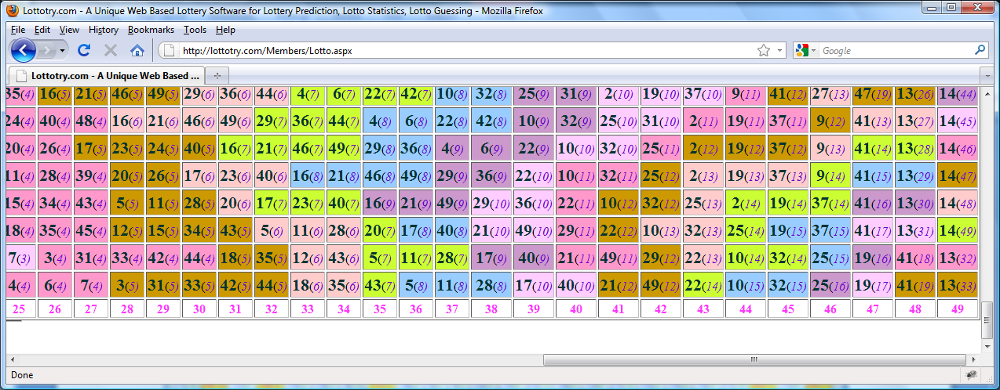 Lottotry.com - A Unique Web Based Lottery Software for Lottery Prediction, Lotto Statistics, Lotto Guessing - Mozilla Firefox
File Edit View History Bookmarks Tools Help
http://lottotry.com/Members/Lotto.aspx Google
Lottotry.com - A Unique Web Based ...
35(4) 16(5) 21(5) 46(5) 49(5) 29(6) 36(6) 44(6) 4(7) 6(7) 22(7) 42(7) 10(8) 32(8) 25(9) 31(9) 2(10) 19(10) 37(10) 9(11) 41(12) 27(13) 47(19) 13(26) 14(44)
24(4) 40(4) 48(4) 16(6) 21(6) 46(6) 49(6) 29(7) 36(7) 44(7) 4(8) 6(8) 22(8) 42(8) 10(9) 32(9) 25(10) 31(10) 2(11) 19(11) 37(11) 9(12) 41(13) 13(27) 14(45)
20(4) 26(4) 17(5) 23(5) 24(5) 40(5) 16(7) 21(7) 46(7) 49(7) 29(8) 36(8) 4(9) 6(9) 22(9) 10(10) 32(10) 25(11) 2(12) 19(12) 37(12) 9(13) 41(14) 13(28) 14(46)
11(4) 28(4) 39(4) 20(5) 26(5) 17(6) 23(6) 40(6) 16(8) 21(8) 46(8) 49(8) 29(9) 36(9) 22(10) 10(11) 32(11) 25(12) 2(13) 19(13) 37(13) 9(14) 41(15) 13(29) 14(47)
15(4) 34(4) 43(4) 5(5) 11(5) 28(5) 20(6) 17(7) 23(7) 40(7) 16(9) 21(9) 49(9) 29(10) 36(10) 22(11) 10(12) 32(12) 25(13) 2(14) 19(14) 37(14) 41(16) 13(30) 14(48)
18(4) 35(4) 45(4) 12(5) 15(5) 34(5) 43(5) 5(6) 11(6) 28(6) 20(7) 17(8) 40(8) 21(10) 49(10) 29(11) 22(12) 10(13) 32(13) 25(14) 19(15) 37(15) 41(17) 13(31) 14(49)
7(3) 3(4) 31(4) 33(4) 42(4) 44(4) 18(5) 35(5) 12(6) 43(6) 5(7) 11(7) 28(7) 17(9) 40(9) 21(11) 49(11) 29(12) 22(13) 10(14) 32(14) 25(15) 19(16) 41(18) 13(32)
4(4) 6(4) 7(4) 3(5) 31(5) 33(5) 42(5) 44(5) 18(6) 35(6) 43(7) 5(8) 11(8) 28(8) 17(10) 40(10) 21(12) 49(12) 22(14) 10(15) 32(15) 25(16) 19(17) 41(19) 13(33)
25 26 27 28 29 30 31 32 33 34 35 36 37 38 39 40 41 42 43 44 45 46 47 48 49
Done